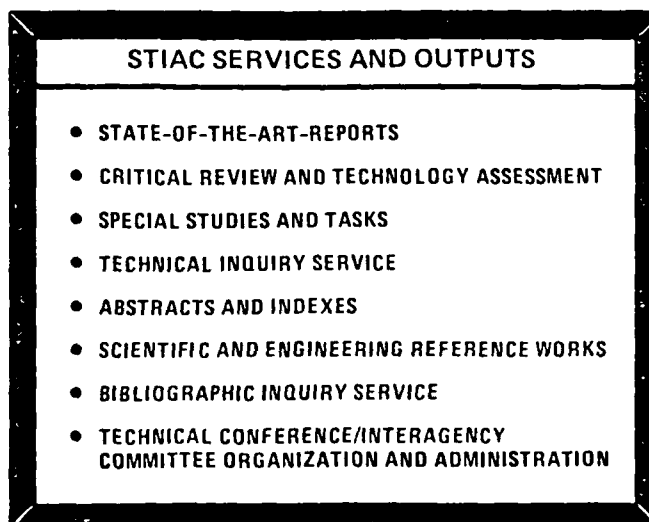 STIAC SERVICES AND OUTPUTS
• STATE-OF-THE-ART-REPORTS
• CRITICAL REVIEW AND TECHNOLOGY ASSESSMENT
• SPECIAL STUDIES AND TASKS
• TECHNICAL INQUIRY SERVICE
• ABSTRACTS AND INDEXES
• SCIENTIFIC AND ENGINEERING REFERENCE WORKS
• BIBLIOGRAPHIC INQUIRY SERVICE
• TECHNICAL CONFERENCE/INTERAGENCY
COMMITTEE ORGANIZATION AND ADMINISTRATION